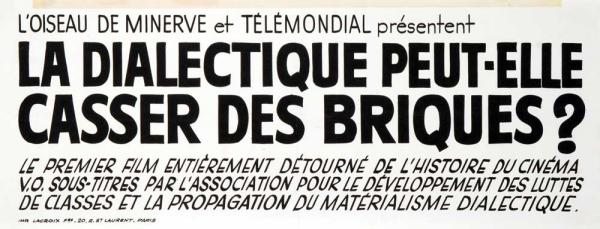 L'OISEAU DE MINERVE et TÉLÉMONDIAL présentent
LA DIALECTIQUE PEUT-ELLE
CASSER DES BRIQUES ?
LE PREMIER FILM ENTIÈREMENT DÉTOURNÉ DE L'HISTOIRE DU CINÉMA
V.O. SOUS-TITRES PAR L'ASSOCIATION POUR LE DÉVELOPPEMENT DES LUTTES
DE CLASSES ET LA PROPAGATION DU MATÉRIALISME DIALECTIQUE.
IMP. LACROIX FRS. 20, R. ST LAURENT. PARIS